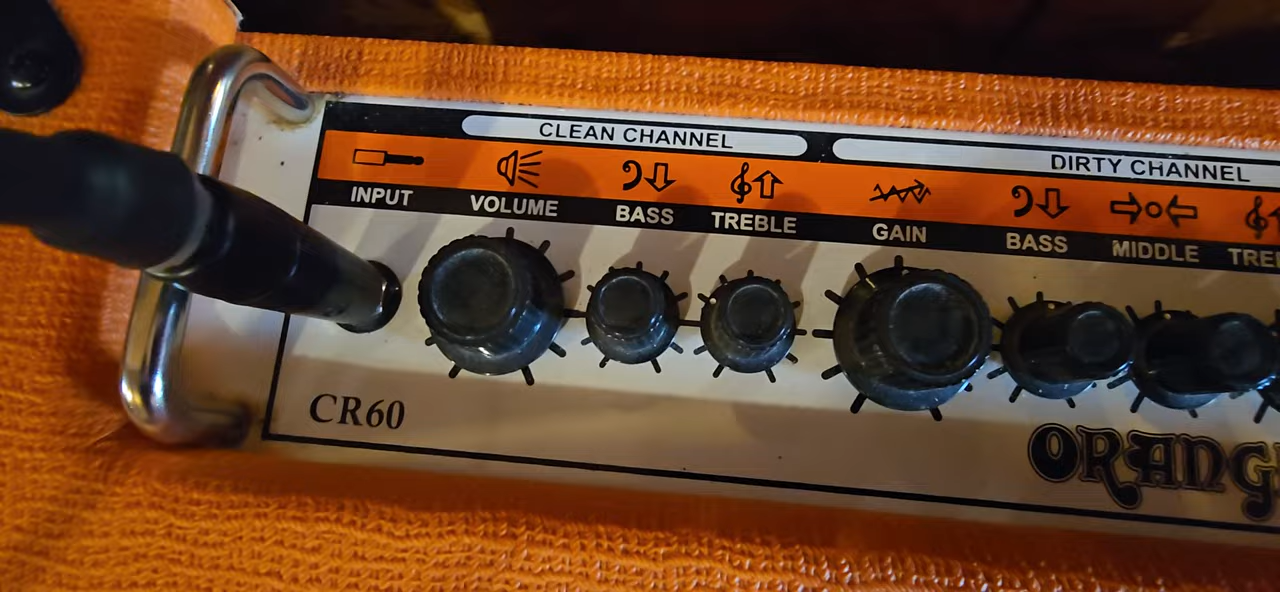 CLEAN CHANNEL
DIRTY CHANNEL
INPUT
VOLUME
BASS
TREBLE
GAIN
BASS
MIDDLE
CR60